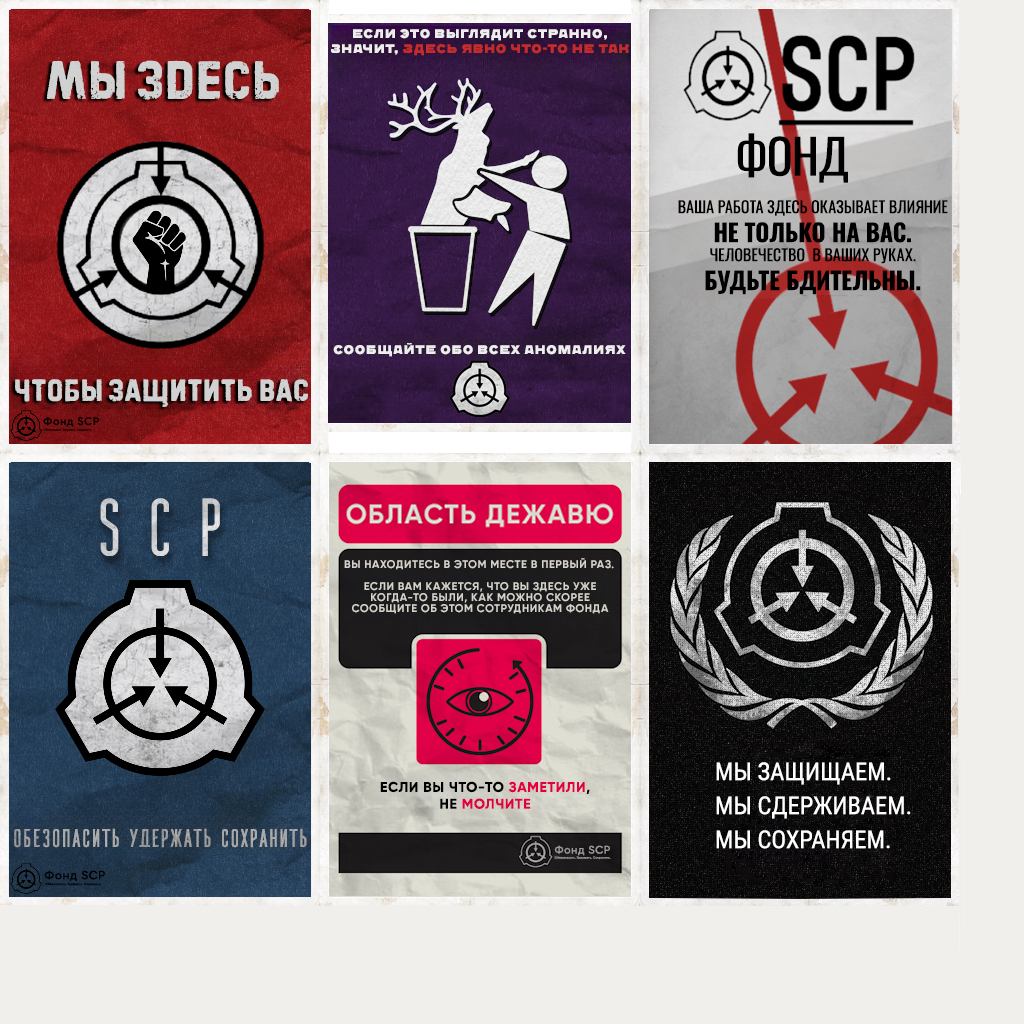 МЫ ЗДЕСЬ
ЧТОБЫ ЗАЩИТИТЬ ВАС
Фонд SCP
ЕСЛИ ЭТО ВЫГЛЯДИТ СТРАННО,
ЗНАЧИТ, ЗДЕСЬ ЯВНО ЧТО-ТО НЕ ТАК
СООБЩАЙТЕ ОБО ВСЕХ АНОМАЛИЯХ
SCP
ФОНД
ВАША РАБОТА ЗДЕСЬ ОКАЗЫВАЕТ ВЛИЯНИЕ
НЕ ТОЛЬКО НА ВАС.
ЧЕЛОВЕЧЕСТВО В ВАШИХ РУКАХ.
БУДЬТЕ БДИТЕЛЬНЫ.
SCP
ОБЕЗОПАСИТЬ УДЕРЖАТЬ СОХРАНИТЬ
Фонд SCP
ОБЛАСТЬ ДЕЖАВЮ
ВЫ НАХОДИТЕСЬ В ЭТОМ МЕСТЕ В ПЕРВЫЙ РАЗ.
ЕСЛИ ВАМ КАЖЕТСЯ, ЧТО ВЫ ЗДЕСЬ УЖЕ
КОГДА-ТО БЫЛИ, КАК МОЖНО СКОРЕЕ
СООБЩИТЕ ОБ ЭТОМ СОТРУДНИКАМ ФОНДА
ЕСЛИ ВЫ ЧТО-ТО ЗАМЕТИЛИ,
НЕ МОЛЧИТЕ
Фонд SCP
МЫ ЗАЩИЩАЕМ.
МЫ СДЕРЖИВАЕМ.
МЫ СОХРАНЯЕМ.